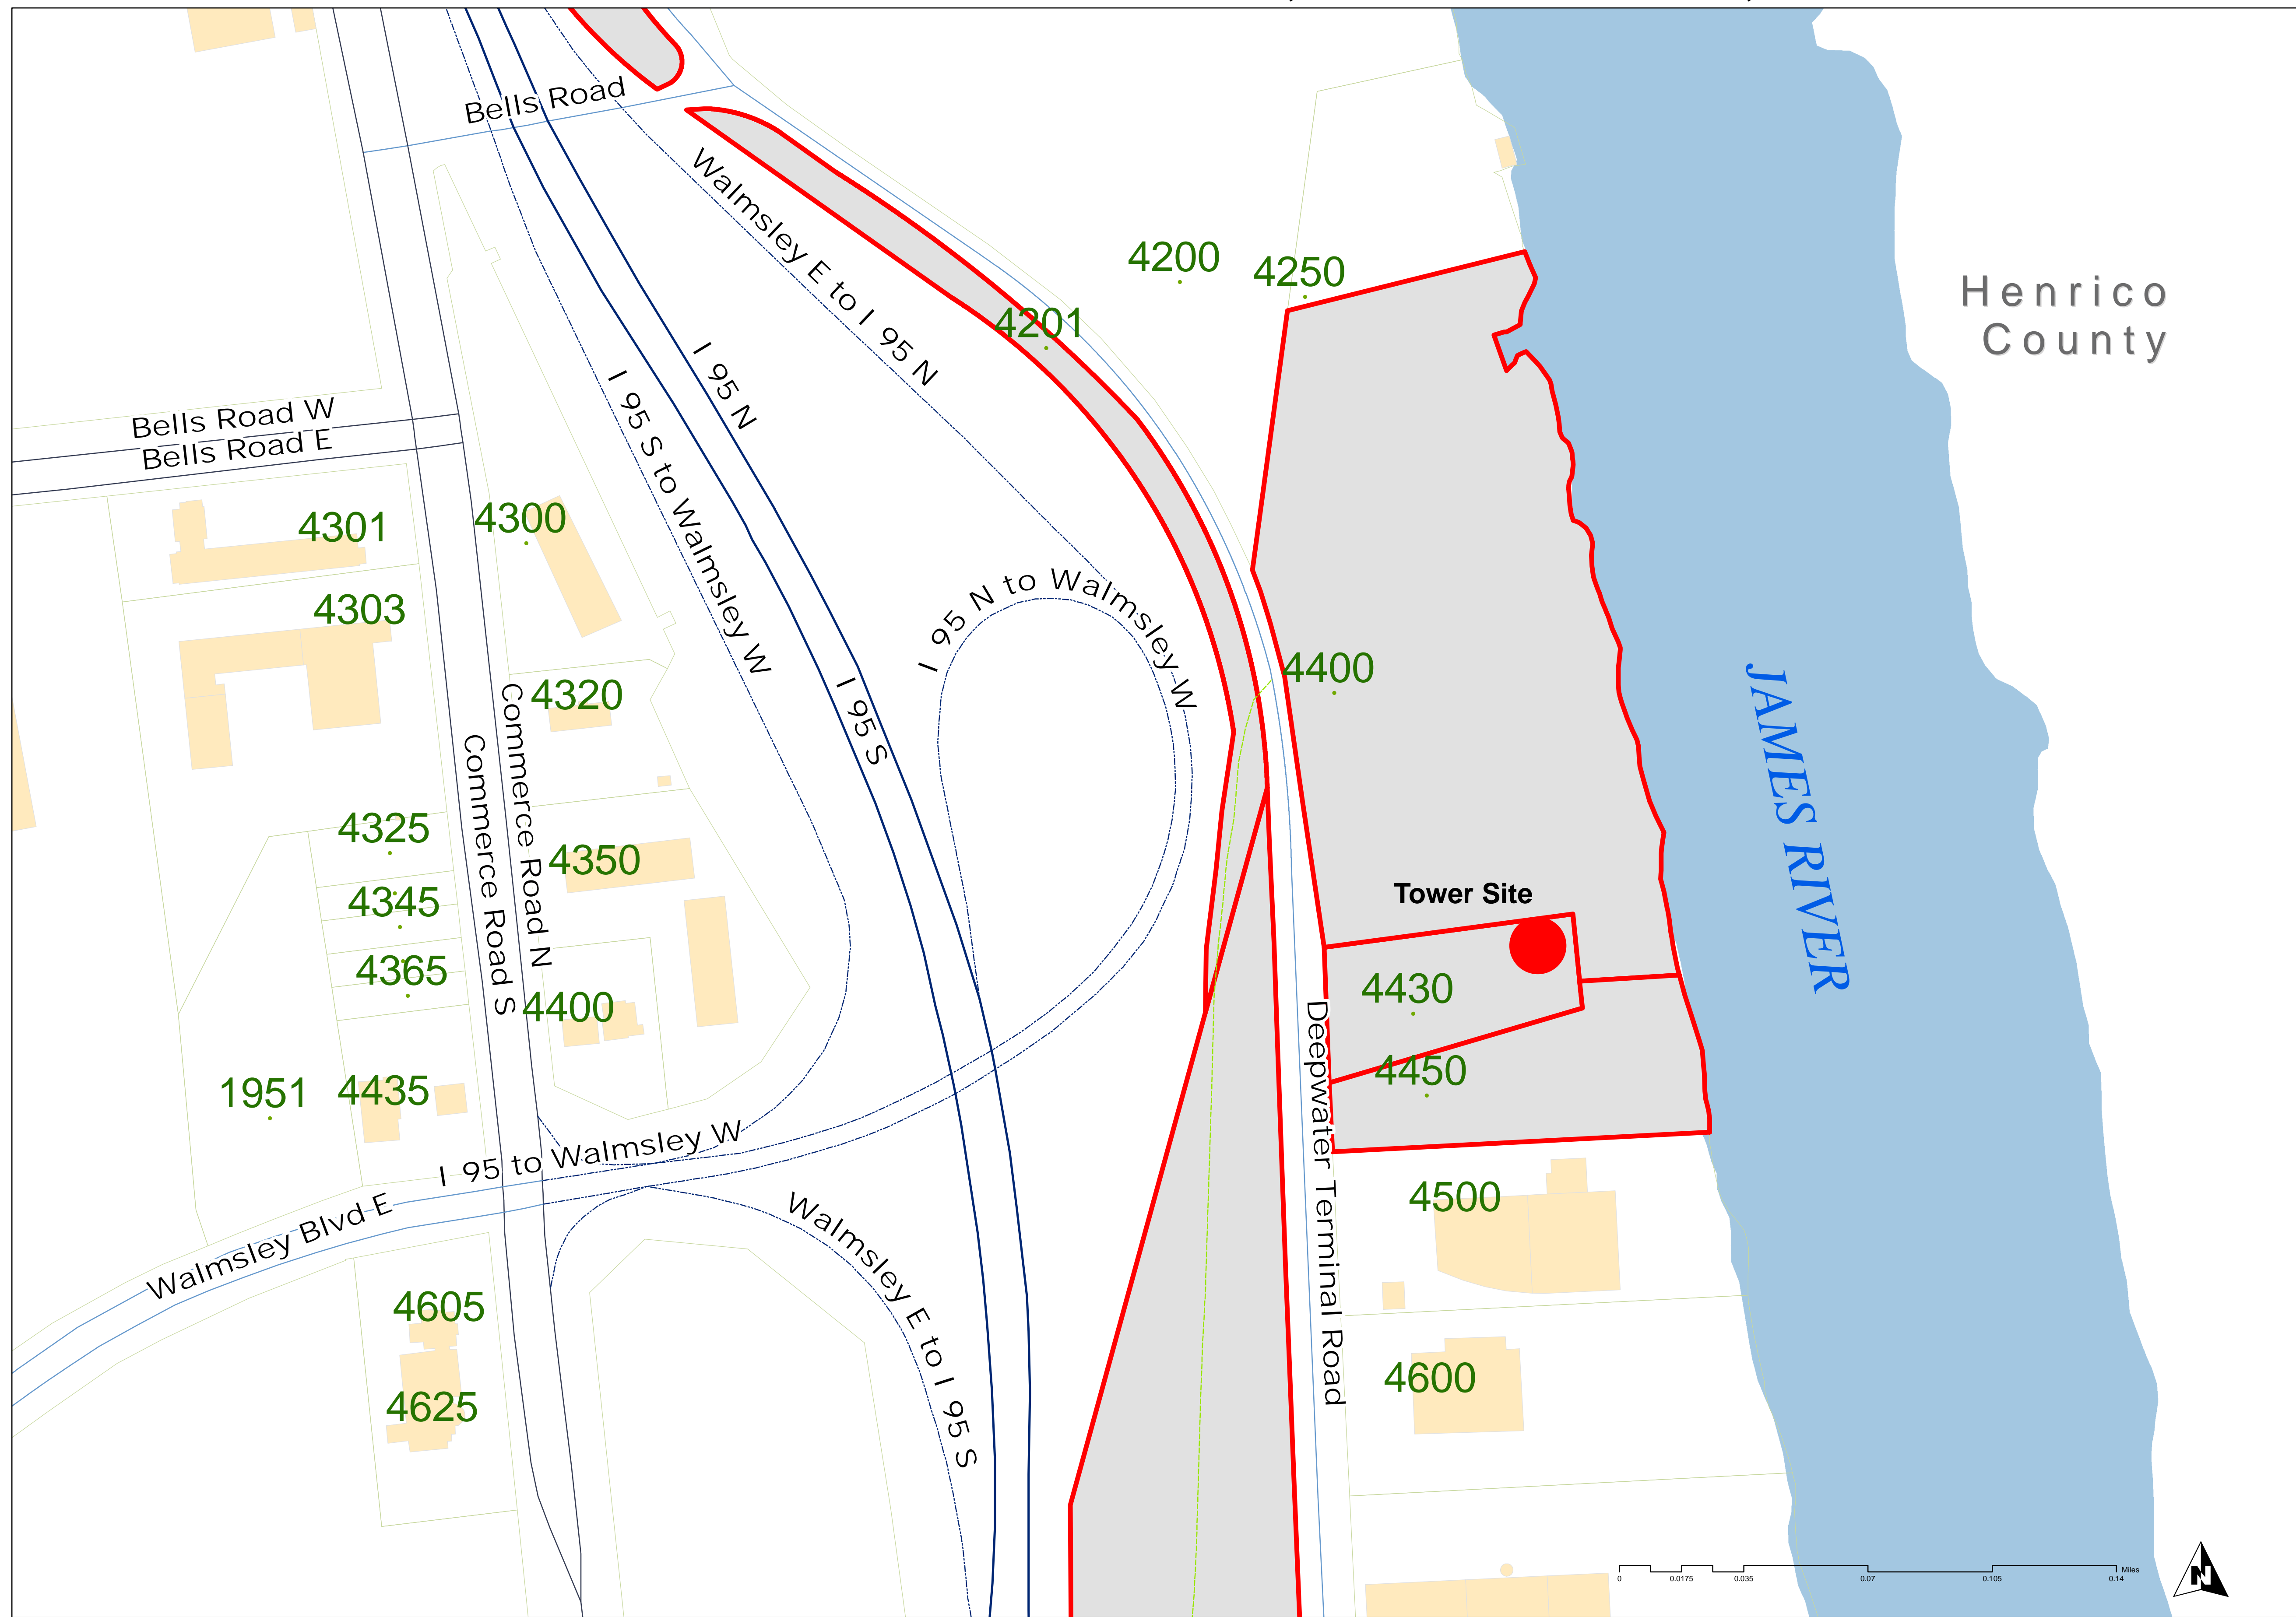 Bells Road
Walmsley E to I 95 N
4200
4250
4201
Henrico
County
I 95 N
I 95 S to Walmsley W
Bells Road W
Bells Road E
4301
4300
4303
I 95 N to Walmsley W
4400
4320
Commerce Road N
Commerce Road S
I 95 S
JAMES RIVER
4325
4350
4345
Tower Site
4365
4430
4400
Deepwater Terminal Road
4450
1951
4435
I 95 to Walmsley W
Walmsley Blvd E
Walmsley E to I 95 S
4500
4605
4600
4625
0 0.0175 0.035 0.07 0.105 0.14 Miles
N